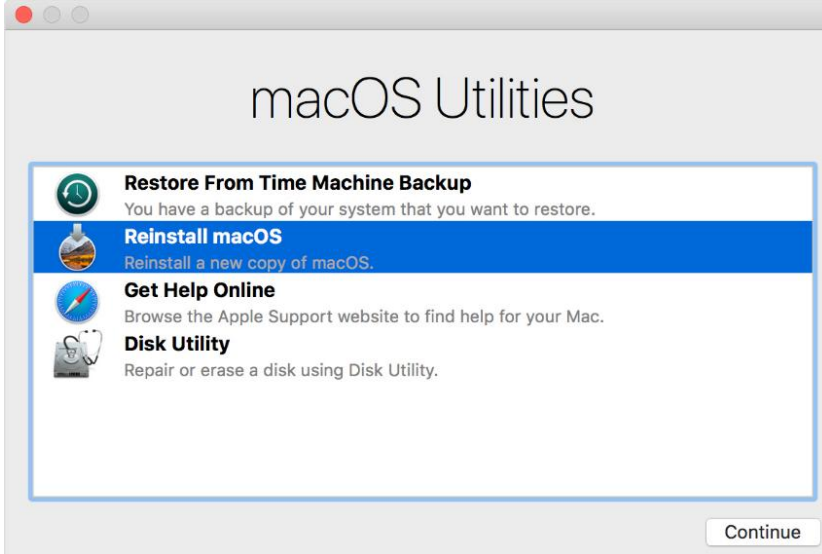 macOS Utilities
Restore From Time Machine Backup
You have a backup of your system that you want to restore.
Reinstall macOS
Reinstall a new copy of macOS.
Get Help Online
Browse the Apple Support website to find help for your Mac.
Disk Utility
Repair or erase a disk using Disk Utility.
Continue